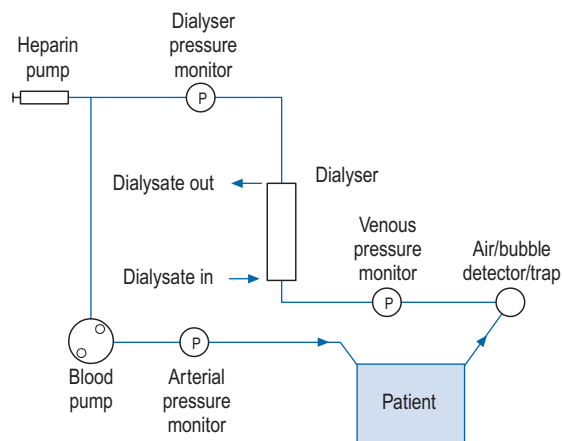 Dialyser
pressure
monitor
Heparin
pump
P
Dialysate out
Dialyser
Dialysate in
Venous
pressure
monitor
Air/bubble
detector/trap
P
P
Blood
pump
Arterial
pressure
monitor
Patient